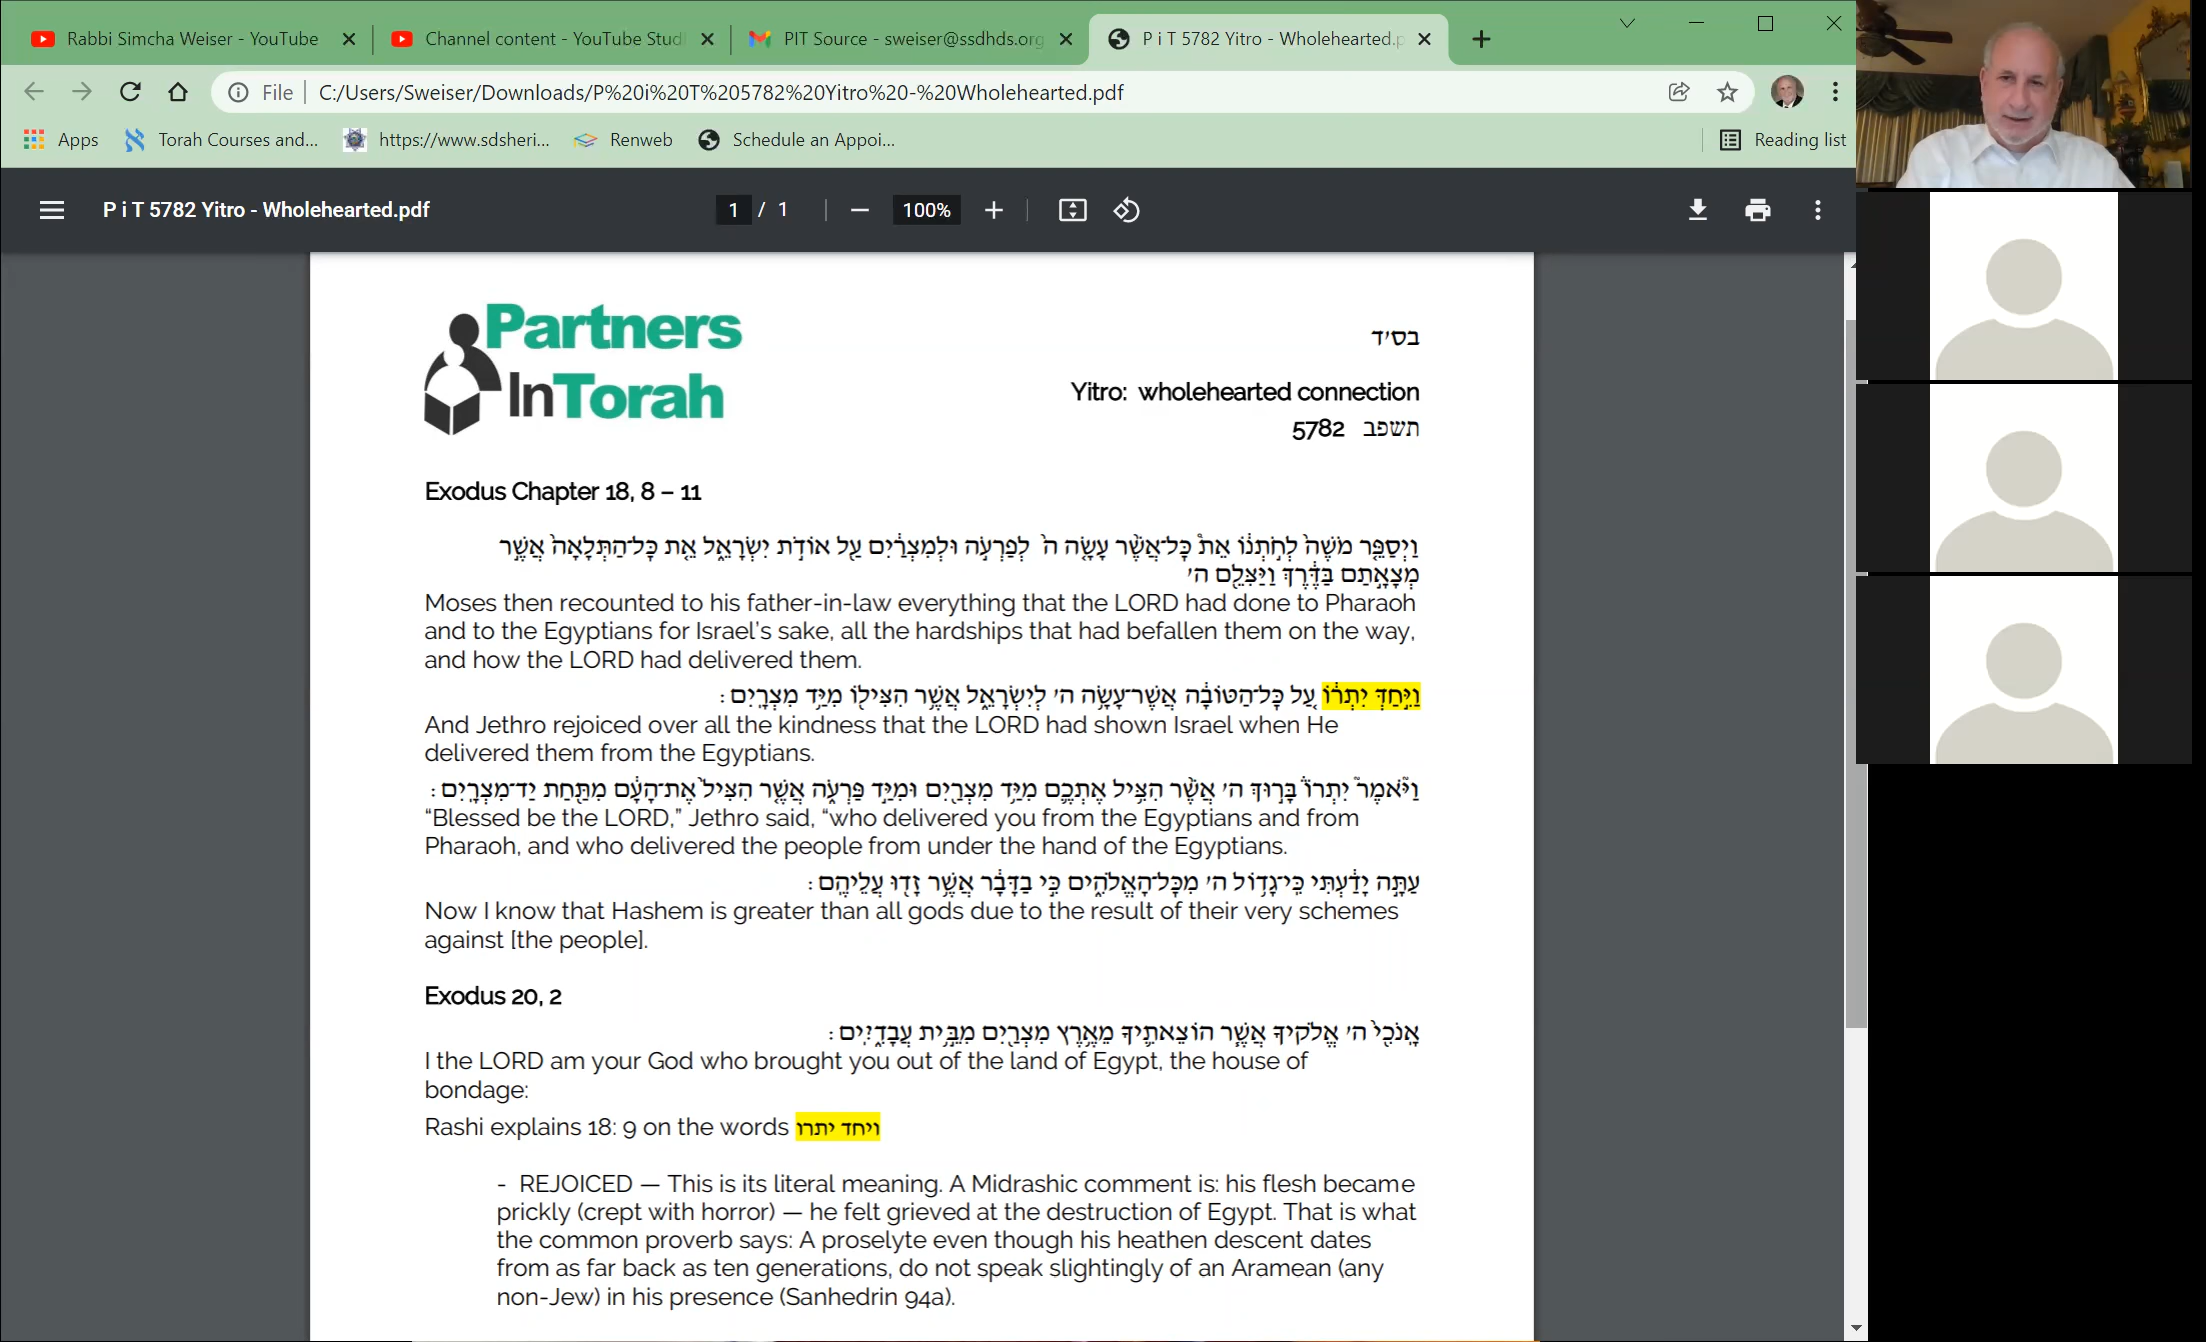 Rabbi Simcha Weiser - YouTube
Channel content - YouTube Stud
PIT Source - sweiser@ssdhds.org
P i T 5782 Yitro - Wholehearted.p
File
C:/Users/Sweiser/Downloads/P%20i%20T%205782%20Yitro%20-%20Wholehearted.pdf
Apps
Torah Courses and...
https://www.sdsheri...
Renweb
Schedule an Appoi...
Reading list
P i T 5782 Yitro - Wholehearted.pdf
1 / 1
100%
Partners
InTorah
בס'ד
Yitro: wholehearted connection
5782 תשפב
Exodus Chapter 18, 8 – 11
וַיְסַפֵּ֤ר מֹשֶׁה֙ לְחֹ֣תְנ֔וֹ אֵת֩ כׇּל־אֲשֶׁ֨ר עָשָׂ֤ה ה֙' לְפַרְעֹ֣ה וּלְמִצְרַ֔יִם עַ֖ל אוֹדֹ֣ת יִשְׂרָאֵ֑ל אֵ֤ת כׇּל־הַתְּלָאָה֙ אֲשֶׁ֣ר
מְצָאָ֣תַם בַּדֶּ֔רֶךְ וַיַּצִּלֵ֖ם ה'
Moses then recounted to his father-in-law everything that the LORD had done to Pharaoh
and to the Egyptians for Israel's sake, all the hardships that had befallen them on the way,
and how the LORD had delivered them.
וַיִּ֣חַדְּ יִתְר֔וֹ עַ֚ל כׇּל־הַטּוֹבָ֔ה אֲשֶׁר־עָשָׂ֥ה ה' לְיִשְׂרָאֵ֑ל אֲשֶׁ֥ר הִצִּיל֖וֹ מִיַּ֥ד מִצְרָֽיִם :
And Jethro rejoiced over all the kindness that the LORD had shown Israel when He
delivered them from the Egyptians.
וַיֹּ֘אמֶר֮ יִתְרוֹ֒ בָּר֣וּךְ ה' אֲשֶׁ֨ר הִצִּ֥יל אֶתְכֶ֛ם מִיַּ֥ד מִצְרַ֖יִם וּמִיַּ֣ד פַּרְעֹ֑ה אֲשֶׁ֤ר הִצִּיל֙ אֶת־הָעָ֔ם מִתַּ֖חַת יַד־מִצְרָֽיִם :
“Blessed be the LORD,” Jethro said, “who delivered you from the Egyptians and from
Pharaoh, and who delivered the people from under the hand of the Egyptians.
עַתָּ֣ה יָדַ֔עְתִּי כִּֽי־גָד֥וֹל ה' מִכׇּל־הָאֱלֹהִ֑ים כִּ֣י בַדָּבָ֔ר אֲשֶׁ֥ר זָד֖וּ עֲלֵיהֶֽם :
Now I know that Hashem is greater than all gods due to the result of their very schemes
against [the people].
Exodus 20, 2
אָֽנֹכִ֖י֙ ה' אֱלֹקיךָ אֲשֶׁ֧ר הוֹצֵאתִ֛יךָ מֵאֶ֥רֶץ מִצְרַ֖יִם מִבֵּ֣֥ית עֲבָדִ֑͏ֽים :
I the LORD am your God who brought you out of the land of Egypt, the house of
bondage:
Rashi explains 18: 9 on the words ויחד יתרו
- REJOICED — This is its literal meaning. A Midrashic comment is: his flesh became
prickly (crept with horror) — he felt grieved at the destruction of Egypt. That is what
the common proverb says: A proselyte even though his heathen descent dates
from as far back as ten generations, do not speak slightingly of an Aramean (any
non-Jew) in his presence (Sanhedrin 94a).